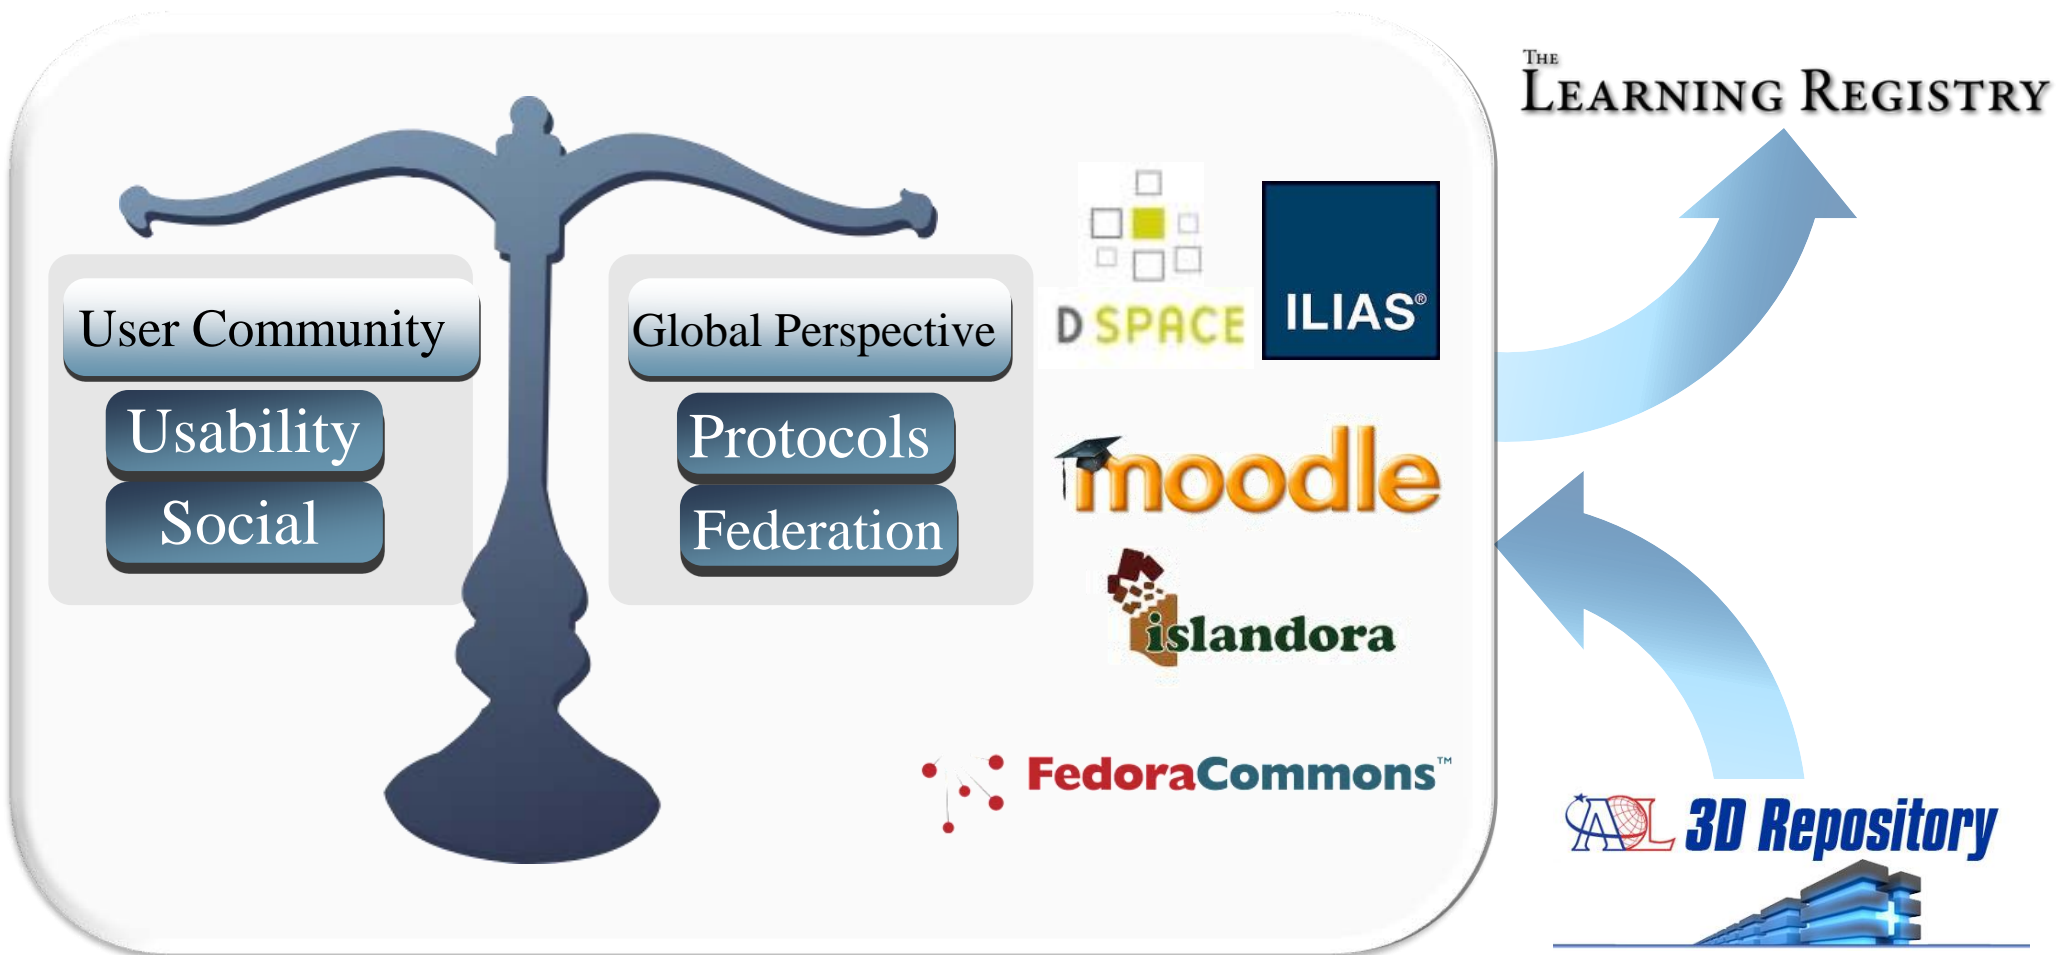 THE
LEARNING REGISTRY
User Community
Usability
Social
Global Perspective
Protocols
Federation
D SPACE
ILIAS®
moodle
islandora
FedoraCommons™
ADL 3D Repository